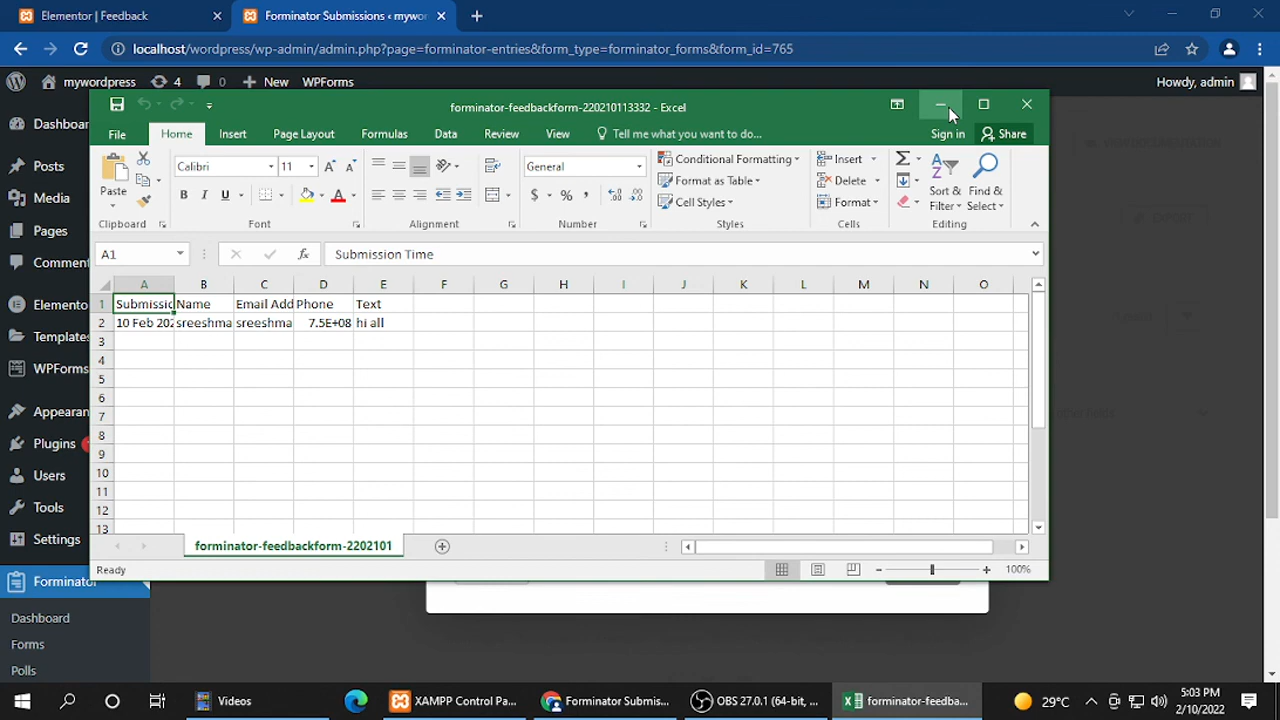 Elementor | Feedback
Forminator Submissions ‹ mywor
localhost/wordpress/wp-admin/admin.php?page=forminator-entries&form_type=forminator_forms&form_id=765
mywordpress 4 0 New WPForms Howdy, admin
forminator-feedbackform-220210113332 - Excel
File Home Insert Page Layout Formulas Data Review View Tell me what you want to do... Sign in Share
Calibri 11 General Conditional Formatting Insert
Paste Format as Table Delete Sort & Find &
B I U A $ % Cell Styles Format Filter Select
Clipboard Font Alignment Number Styles Cells Editing
A1 fx Submission Time
A B C D E F G H I J K L M N O
1 Submissio Name Email Add Phone Text
2 10 Feb 202 sreeshma sreeshma 7.5E+08 hi all
3
4
5
6
7
8
9
10
11
12
13
forminator-feedbackform-2202101
Ready 100%
Dashboar
Posts
Media
Pages
Comment
Elemento
Templates
WPForms
Appearan
Plugins
Users
Tools
Settings
Forminator
Dashboard
Forms
Polls
VIEW DOCUMENTATION
EXPORT
other fields
Videos XAMPP Control Pa... Forminator Submis... OBS 27.0.1 (64-bit, ... forminator-feedba... 29°C 5:03 PM
2/10/2022